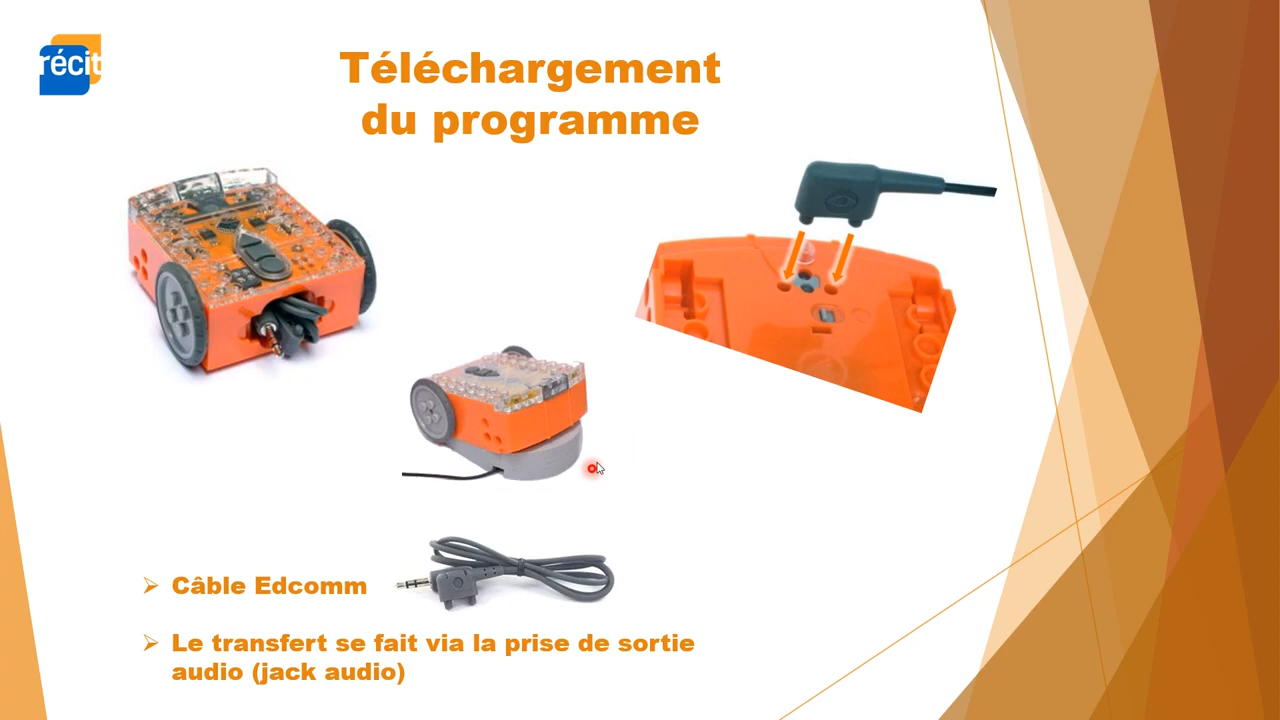 récit
Téléchargement
du programme
Câble Edcomm
Le transfert se fait via la prise de sortie
audio (jack audio)